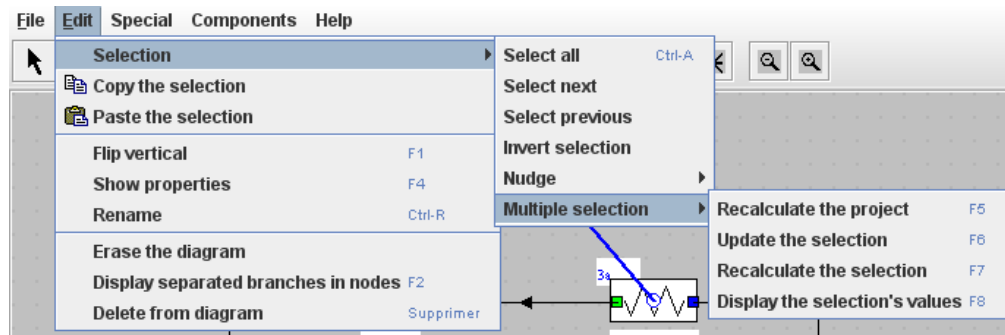 File Edit Special Components Help
Selection
Copy the selection
Paste the selection
Flip vertical F1
Show properties F4
Rename Ctrl-R
Erase the diagram
Display separated branches in nodes F2
Delete from diagram Supprimer
Select all Ctrl-A
Select next
Select previous
Invert selection
Nudge
Multiple selection
Recalculate the project F5
Update the selection F6
Recalculate the selection F7
Display the selection's values F8
3a